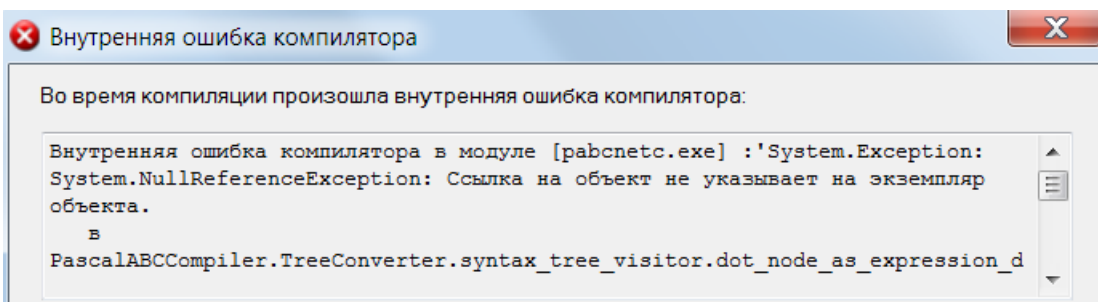 Внутренняя ошибка компилятора
Во время компиляции произошла внутренняя ошибка компилятора:
Внутренняя ошибка компилятора в модуле [pabcnetc.exe] :'System.Exception:
System.NullReferenceException: Ссылка на объект не указывает на экземпляр
объекта.
в
PascalABCCompiler.TreeConverter.syntax_tree_visitor.dot_node_as_expression_d